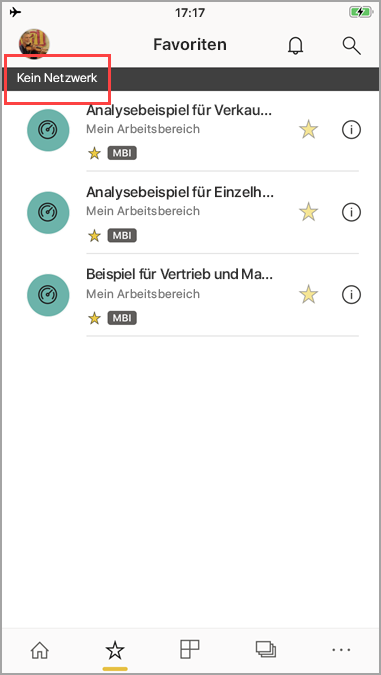 17:17
Favoriten
Kein Netzwerk
Analysebeispiel für Verkau...
Mein Arbeitsbereich
MBI
Analysebeispiel für Einzelh...
Mein Arbeitsbereich
MBI
Beispiel für Vertrieb und Ma...
Mein Arbeitsbereich
MBI